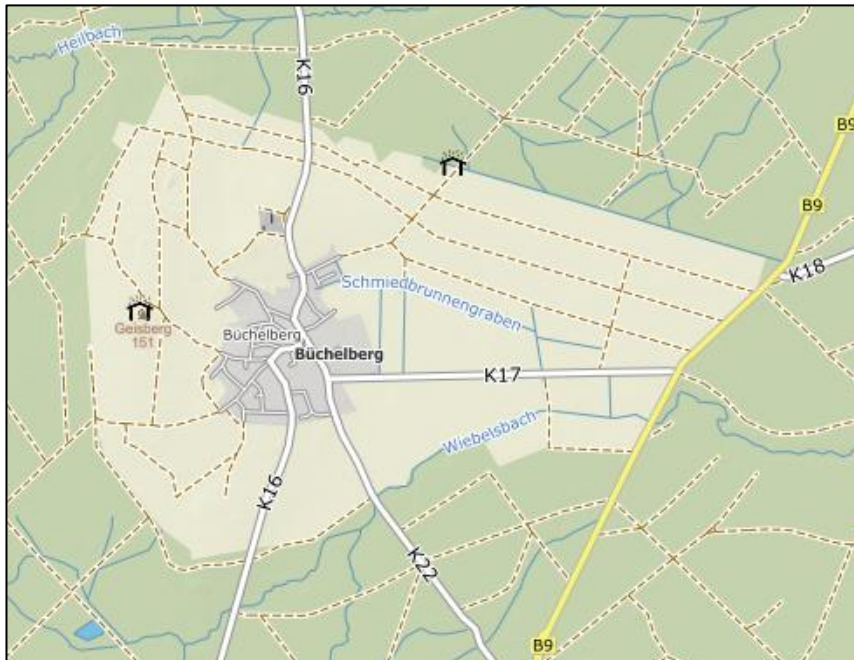 Heilbach
K16
B9
B9
K18
Schmiedbrunnengraben
Geisberg
151
Büchelberg
Büchelberg
K17
Wiebelsbach
K16
K22
B9